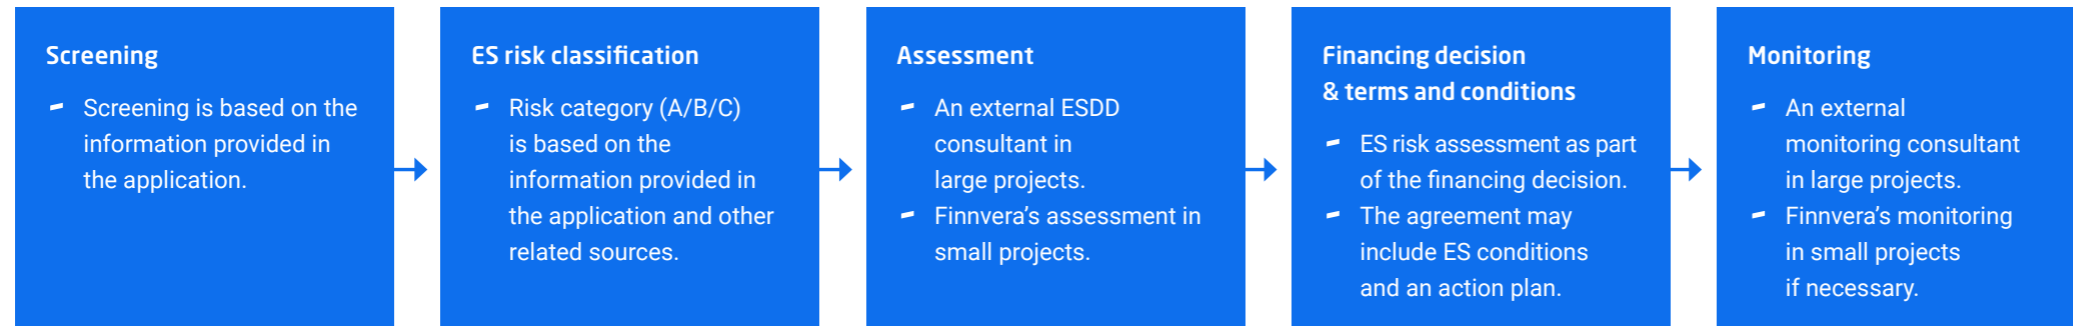 Screening
- Screening is based on the
information provided in
the application.
ES risk classification
- Risk category (A/B/C)
is based on the
information provided in
the application and other
related sources.
Assessment
- An external ESDD
consultant in
large projects.
- Finnvera's assessment in
small projects.
Financing decision
& terms and conditions
- ES risk assessment as part
of the financing decision.
- The agreement may
include ES conditions
and an action plan.
Monitoring
- An external
monitoring consultant
in large projects.
- Finnvera's monitoring
in small projects
if necessary.